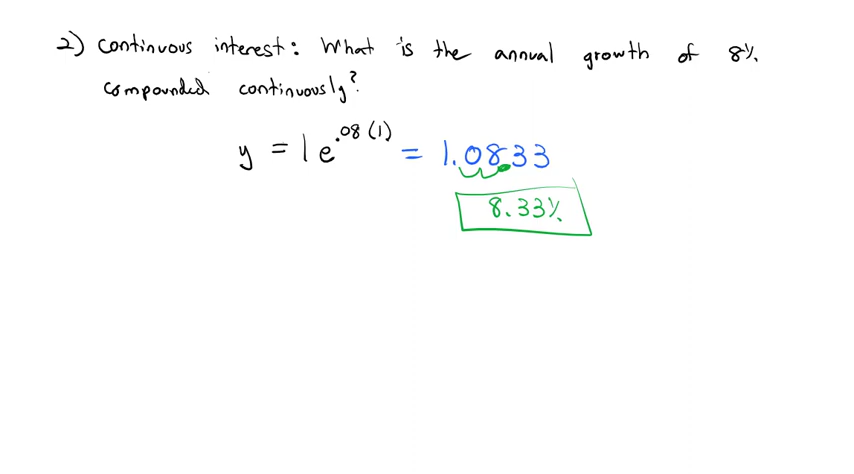 2) continuous interest: What is the annual growth of 8%
compounded continuously?
y = 1 e^.08(1) = 1.0833
8.33%